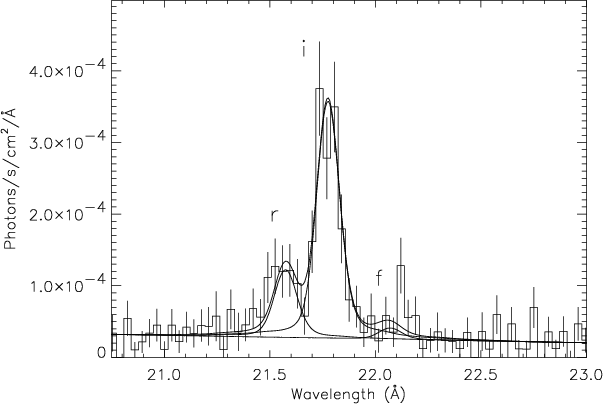 i
4.0×10⁻⁴
3.0×10⁻⁴
r
2.0×10⁻⁴
f
1.0×10⁻⁴
0
Photons/s/cm²/Å
21.0 21.5 22.0 22.5 23.0
Wavelength (Å)